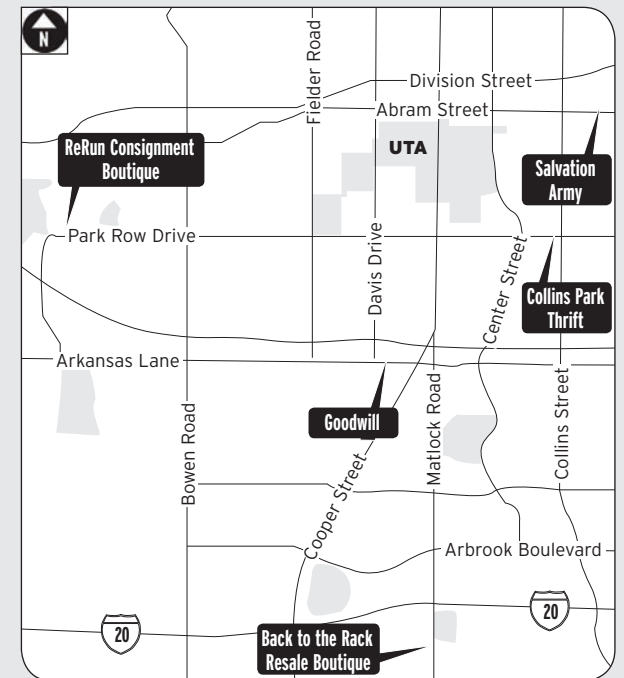 N
Fielder Road
Division Street
Abram Street
ReRun Consignment
Boutique
UTA
Salvation
Army
Park Row Drive
Davis Drive
Center Street
Collins Park
Thrift
Arkansas Lane
Goodwill
Bowen Road
Cooper Street
Matlock Road
Collins Street
Arbrook Boulevard
20
20
Back to the Rack
Resale Boutique